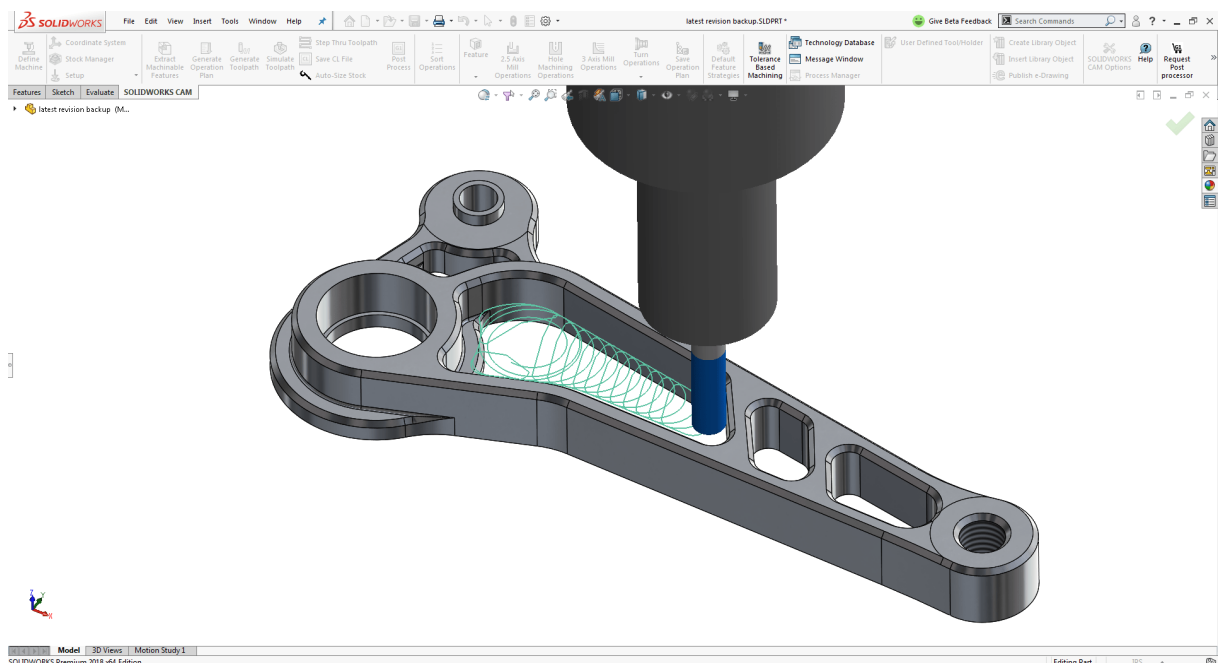 SOLIDWORKS File Edit View Insert Tools Window Help latest revision backup.SLDPRT * Give Beta Feedback Search Commands ?
Define Machine
Coordinate System
Stock Manager
Setup
Extract Machinable Features
Generate Operation Plan
Generate Toolpath
Simulate Toolpath
Step Thru Toolpath
Save CL File
Auto-Size Stock
Post Process
Sort Operations
Feature
2.5 Axis Mill Operations
Hole Machining Operations
3 Axis Mill Operations
Turn Operations
Save Operation Plan
Default Feature Strategies
Tolerance Based Machining
Technology Database
Message Window
Process Manager
User Defined Tool/Holder
Create Library Object
Insert Library Object
Publish e-Drawing
SOLIDWORKS CAM Options
Help
Request Post processor
Features Sketch Evaluate SOLIDWORKS CAM
latest revision backup (M...
Z Y X
Model 3D Views Motion Study 1
SOLIDWORKS Premium 2018 x64 Edition Editing Part IPS